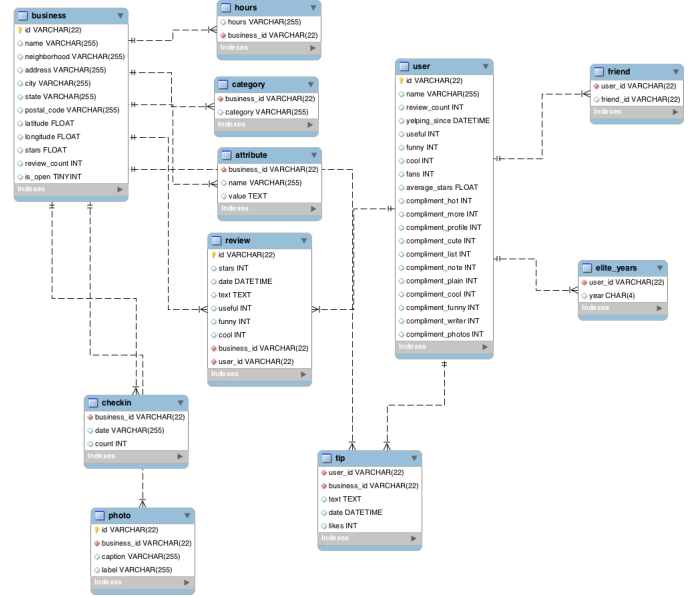 business
id VARCHAR(22)
name VARCHAR(255)
neighborhood VARCHAR(255)
address VARCHAR(255)
city VARCHAR(255)
state VARCHAR(255)
postal_code VARCHAR(255)
latitude FLOAT
longitude FLOAT
stars FLOAT
review_count INT
is_open TINYINT
Indexes
hours
hours VARCHAR(255)
business_id VARCHAR(22)
Indexes
category
business_id VARCHAR(22)
category VARCHAR(255)
Indexes
attribute
business_id VARCHAR(22)
name VARCHAR(255)
value TEXT
Indexes
review
id VARCHAR(22)
stars INT
date DATETIME
text TEXT
useful INT
funny INT
cool INT
business_id VARCHAR(22)
user_id VARCHAR(22)
Indexes
user
id VARCHAR(22)
name VARCHAR(255)
review_count INT
yelping_since DATETIME
useful INT
funny INT
cool INT
fans INT
average_stars FLOAT
compliment_hot INT
compliment_more INT
compliment_profile INT
compliment_cute INT
compliment_list INT
compliment_note INT
compliment_plain INT
compliment_cool INT
compliment_funny INT
compliment_writer INT
compliment_photos INT
Indexes
friend
user_id VARCHAR(22)
friend_id VARCHAR(22)
Indexes
elite_years
user_id VARCHAR(22)
year CHAR(4)
Indexes
checkin
business_id VARCHAR(22)
date VARCHAR(255)
count INT
Indexes
tip
user_id VARCHAR(22)
business_id VARCHAR(22)
text TEXT
date DATETIME
likes INT
Indexes
photo
id VARCHAR(22)
business_id VARCHAR(22)
caption VARCHAR(255)
label VARCHAR(255)
Indexes